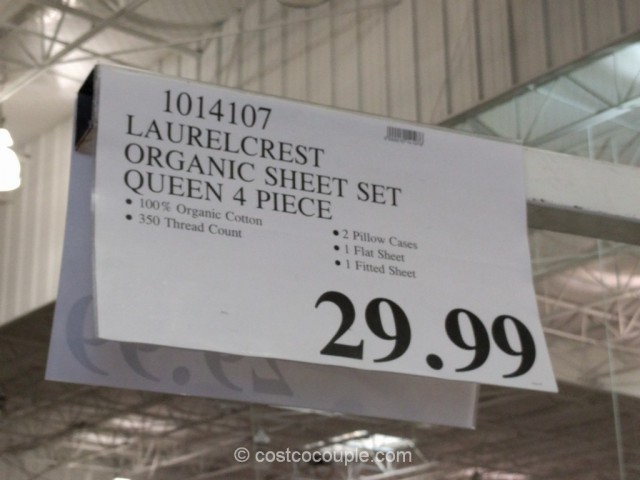 1014107
LAURELCREST
ORGANIC SHEET SET
QUEEN 4 PIECE
• 100% Organic Cotton
• 350 Thread Count
• 2 Pillow Cases
• 1 Flat Sheet
• 1 Fitted Sheet
29.99
© costcocouple.com